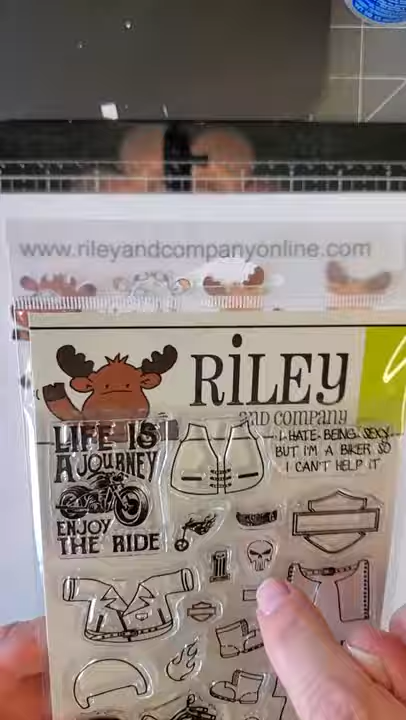 www.rileyandcompanyonline.com
RiLEY
AND COMPANY
LIFE IS
A JOURNEY
ENJOY
THE RIDE
I HATE BEING SEXY
BUT I'M A BIKER SO
I CAN'T HELP IT